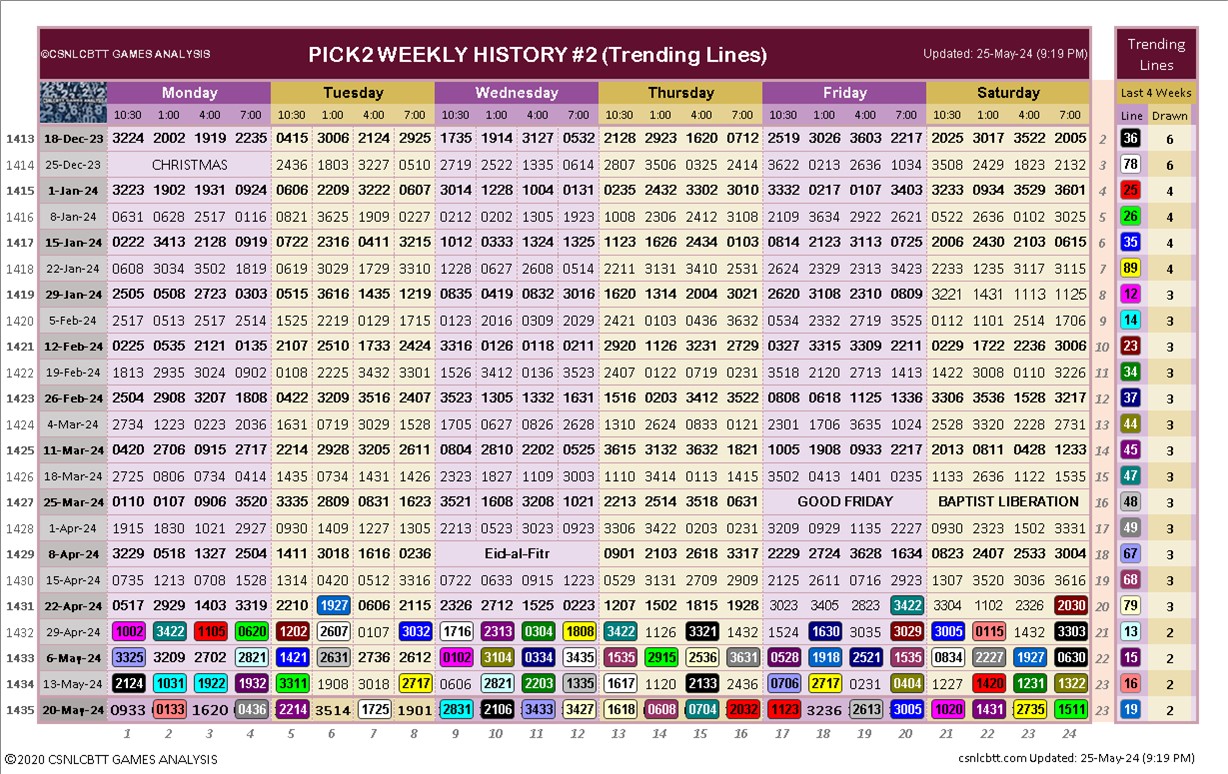 ©2020 CSNLCBTT GAMES ANALYSIS PICK2 WEEKLY HISTORY #2 (Trending Lines) Updated: 25-May-24 (9:19 PM)
Trending Lines
Monday Tuesday Wednesday Thursday Friday Saturday Last 4 Weeks
10:30 1:00 4:00 7:00 10:30 1:00 4:00 8:00 10:30 1:00 4:00 7:00 10:30 1:00 4:00 7:00 10:30 1:00 4:00 7:00 10:30 1:00 4:00 7:00 Line Drawn
1413 18-Dec-23 3224 2002 1919 2235 0415 3006 2124 2925 1735 1914 3127 0532 2128 2923 1620 0712 2519 3026 3603 2217 2025 3017 3522 2005 2 36 6
1414 25-Dec-23 CHRISTMAS 2436 1803 3227 0510 2719 2522 1335 0614 2807 3506 0325 2414 3622 0213 2636 1034 3508 2429 1823 2132 3 78 6
1415 1-Jan-24 3223 1902 1931 0924 0606 2209 3222 0607 3014 1228 1004 0131 0235 2432 3302 3010 3332 0217 0107 3403 3233 0934 3529 3601 4 25 4
1416 8-Jan-24 0631 0628 2517 0116 0821 3625 1909 0227 0212 0202 1305 1923 1008 2306 2412 3108 2109 3634 2922 2621 0522 2636 0102 3025 5 26 4
1417 15-Jan-24 0222 3413 2128 0919 0722 2316 0411 3215 1012 0333 1324 1325 1123 1626 2434 0103 0814 2123 3113 0725 2006 2430 2103 0615 6 35 4
1418 22-Jan-24 0608 3034 3502 1819 0619 3029 1729 3318 1228 0627 2608 0514 2211 3131 3410 2531 2624 2329 2313 3423 2233 1235 3117 3115 7 89 4
1419 29-Jan-24 2505 0508 2723 0303 0515 3616 1435 1210 0835 0419 0832 3016 1620 1314 2004 3021 2620 3108 2310 0809 3221 1431 1113 1125 8 12 3
1420 5-Feb-24 2517 0513 2517 2514 1525 2219 0129 1715 0123 2016 0309 2029 2421 0103 0436 3632 0534 2332 2719 3525 0112 1101 2514 1706 9 14 3
1421 12-Feb-24 0225 0535 2121 0135 2107 2510 1733 2424 3316 0126 0118 0211 2920 1126 3231 2729 0327 3315 3309 2211 0229 1722 2236 3006 10 23 3
1422 19-Feb-24 1813 2935 3024 0902 0108 2225 3432 3301 1526 3412 0136 3523 2407 0122 0719 0231 3518 2120 2713 1413 1422 3008 0110 3226 11 34 3
1423 26-Feb-24 2504 2908 3207 1808 0422 3209 3516 2407 3523 1305 1332 1631 1516 0203 3412 3522 0808 0618 1125 1336 3306 3536 1528 3217 12 37 3
1424 4-Mar-24 2734 1223 0223 2036 1631 0719 3029 1528 1705 0627 0826 2628 1310 2624 0833 0121 2301 1706 3635 1024 2528 3320 2228 2731 13 44 3
1425 11-Mar-24 0420 2706 0915 2717 2214 2928 3205 2611 0804 2810 2202 0525 3615 3132 3632 1821 1005 1908 0933 2217 2013 0811 0428 1233 14 45 3
1426 18-Mar-24 2725 0806 0734 0414 1435 0734 1431 1422 2323 1827 1109 3003 1110 3414 0113 1415 3502 0413 1401 0235 1133 2636 1122 1535 15 47 3
1427 25-Mar-24 0110 0107 0906 3520 3335 2809 0831 1623 3521 1608 3208 1021 2213 2514 3518 0631 GOOD FRIDAY BAPTIST LIBERATION 16 48 3
1428 1-Apr-24 1915 1830 1021 2927 0930 1409 1227 1305 2213 0523 3023 0923 3306 3422 0203 0231 3209 0929 1135 2227 0930 2323 1502 3331 17 49 3
1429 8-Apr-24 3229 0518 1327 2504 1411 3018 1616 0236 Eid-al-Fitr 0901 2103 2618 3317 2229 2724 3628 1634 0823 2407 2533 3004 18 67 3
1430 15-Apr-24 0735 1213 0708 1528 1314 0420 0512 3316 0722 0633 0915 1223 0529 3131 2709 2909 2125 2611 0716 2923 1307 3520 3036 3616 19 68 3
1431 22-Apr-24 0517 2929 1403 3319 2210 1927 0606 2115 2326 2712 1525 0223 1207 1502 1815 1928 3023 3405 2823 3422 3304 1102 2326 2030 20 79 3
1432 29-Apr-24 1002 3422 1105 0620 1202 2607 0107 3032 1716 2313 0304 1808 3422 1126 3321 1432 1524 1630 3035 3029 3005 0115 1432 3303 21 13 2
1433 6-May-24 3325 3209 2702 2821 1421 2631 2736 2612 0102 3104 0334 3435 1535 2915 2536 3631 0528 1918 2521 1535 0834 2227 1927 0630 22 15 2
1434 13-May-24 2124 1031 1922 1932 3311 1908 3018 2717 0606 2821 2203 1335 1617 1120 2133 2436 0706 2717 0231 0404 1227 1420 1231 1322 23 16 2
1435 20-May-24 0933 0133 1620 0436 2214 3514 1725 1901 2831 2106 3433 3427 1618 0608 0704 2032 1123 3236 2613 3005 1020 1431 2735 1511 23 19 2
1 2 3 4 5 6 7 8 9 10 11 12 13 14 15 16 17 18 19 20 21 22 23 24
©2020 CSNLCBTT GAMES ANALYSIS csnlcbtt.com Updated: 25-May-24 (9:19 PM)